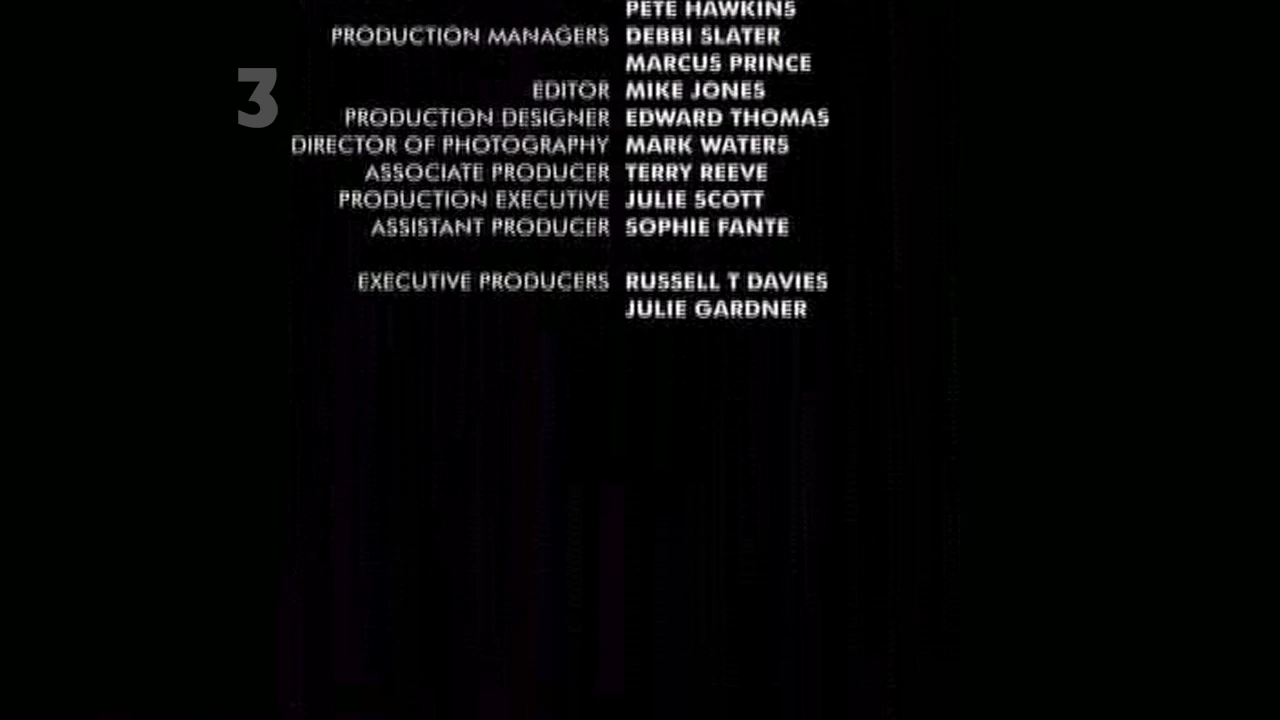 PETE HAWKINS
PRODUCTION MANAGERS DEBBI SLATER
MARCUS PRINCE
3
EDITOR MIKE JONES
PRODUCTION DESIGNER EDWARD THOMAS
DIRECTOR OF PHOTOGRAPHY MARK WATERS
ASSOCIATE PRODUCER TERRY REEVE
PRODUCTION EXECUTIVE JULIE SCOTT
ASSISTANT PRODUCER SOPHIE FANTE
EXECUTIVE PRODUCERS RUSSELL T DAVIES
JULIE GARDNER